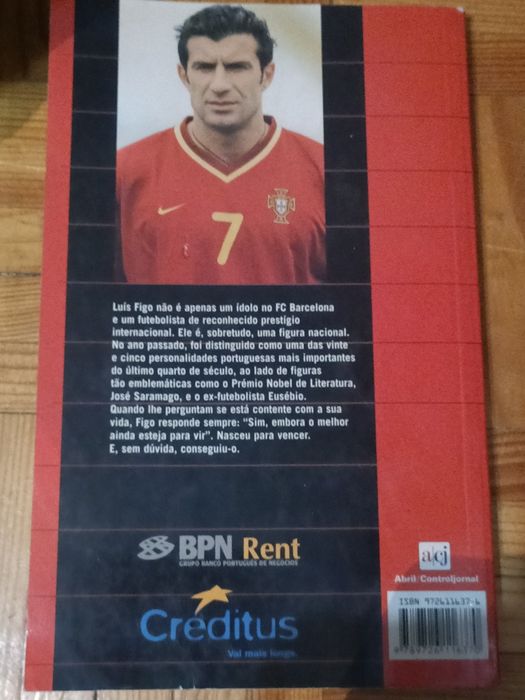 7
Luís Figo não é apenas um ídolo no FC Barcelona
e um futebolista de reconhecido prestígio
internacional. Ele é, sobretudo, uma figura nacional.
No ano passado, foi distinguido como uma das vinte
e cinco personalidades portuguesas mais importantes
do último quarto de século, ao lado de figuras
tão emblemáticas como o Prémio Nobel de Literatura,
José Saramago, e o ex-futebolista Eusébio.
Quando lhe perguntam se está contente com a sua
vida, Figo responde sempre: "Sim, embora o melhor
ainda esteja para vir". Nasceu para vencer.
E, sem dúvida, conseguiu-o.
BPN Rent
GRUPO BANCO PORTUGUÊS DE NEGÓCIOS
Créditus
Vai mais longe.
a/cj
Abril/Controljornal
ISBN